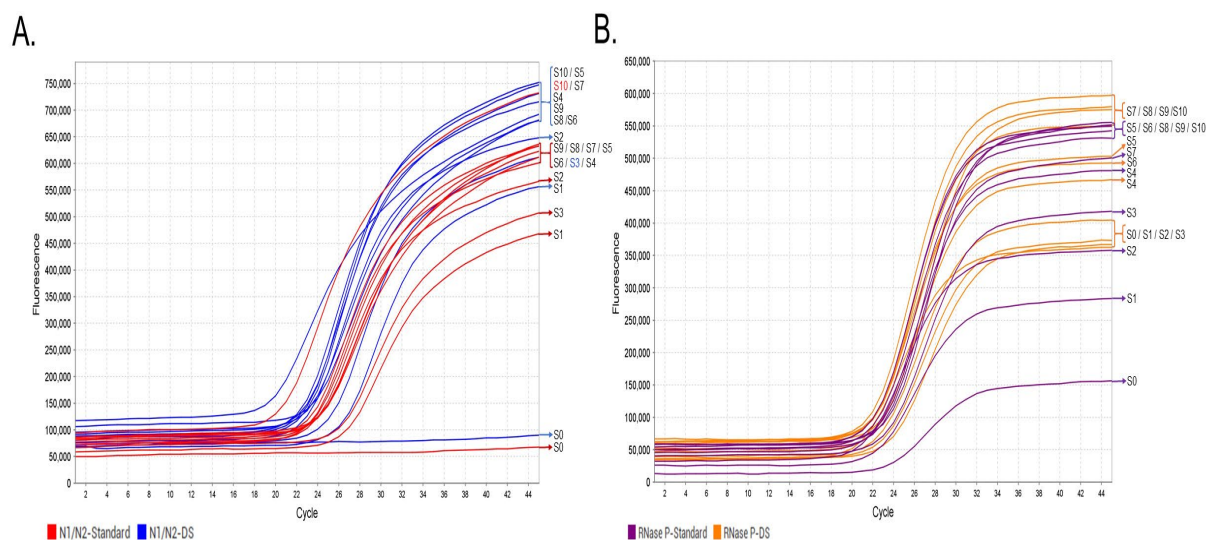 A.
750,000
700,000
650,000
600,000
550,000
500,000
450,000
400,000
350,000
300,000
250,000
200,000
150,000
100,000
50,000
0
Fluorescence
2 4 6 8 10 12 14 16 18 20 22 24 26 28 30 32 34 36 38 40 42 44
Cycle
S10 / S5
S10 / S7
S4
S9
S8 /S6
S2
S9 / S8 / S7 / S5
S6 / S3 / S4
S2
S1
S3
S1
S0
S0
N1/N2-Standard N1/N2-DS
B.
650,000
600,000
550,000
500,000
450,000
400,000
350,000
300,000
250,000
200,000
150,000
100,000
50,000
0
Fluorescence
2 4 6 8 10 12 14 16 18 20 22 24 26 28 30 32 34 36 38 40 42 44
Cycle
S7 / S8 / S9 /S10
S5 /S6 / S8 / S9 / S10
S5
S7
S6
S4
S4
S3
S0 / S1 / S2 / S3
S2
S1
S0
RNase P-Standard RNase P-DS